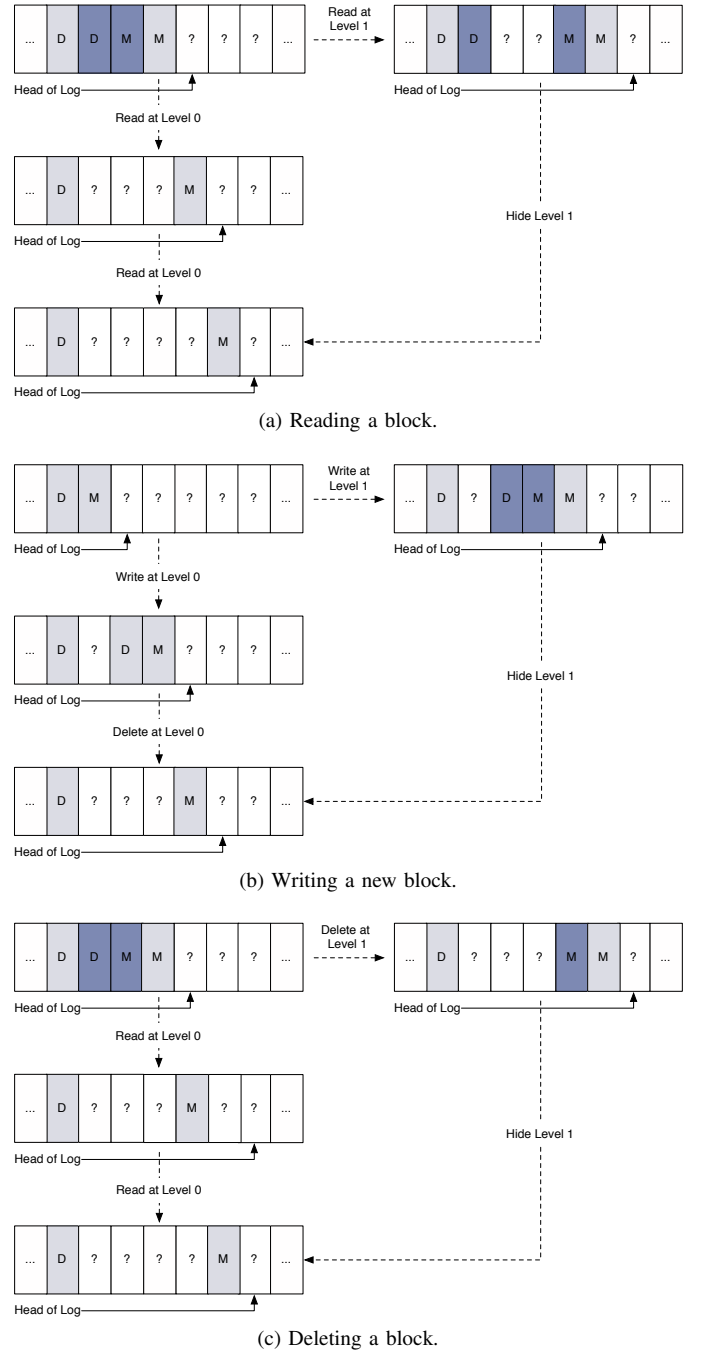 ... D D M M ? ? ? ...
Read at
Level 1
... D D ? ? M M ? ...
Head of Log
Head of Log
Read at Level 0
... D ? ? ? M ? ? ...
Head of Log
Hide Level 1
Read at Level 0
... D ? ? ? ? M ? ...
Head of Log
(a) Reading a block.
... D M ? ? ? ? ? ...
Write at
Level 1
... D ? D M M ? ? ...
Head of Log
Head of Log
Write at Level 0
... D ? D M ? ? ? ...
Head of Log
Hide Level 1
Delete at Level 0
... D ? ? ? M ? ? ...
Head of Log
(b) Writing a new block.
... D D M M ? ? ? ...
Delete at
Level 1
... D ? ? ? M M ? ...
Head of Log
Head of Log
Read at Level 0
... D ? ? ? M ? ? ...
Hide Level 1
Head of Log
Read at Level 0
... D ? ? ? ? M ? ...
Head of Log
(c) Deleting a block.